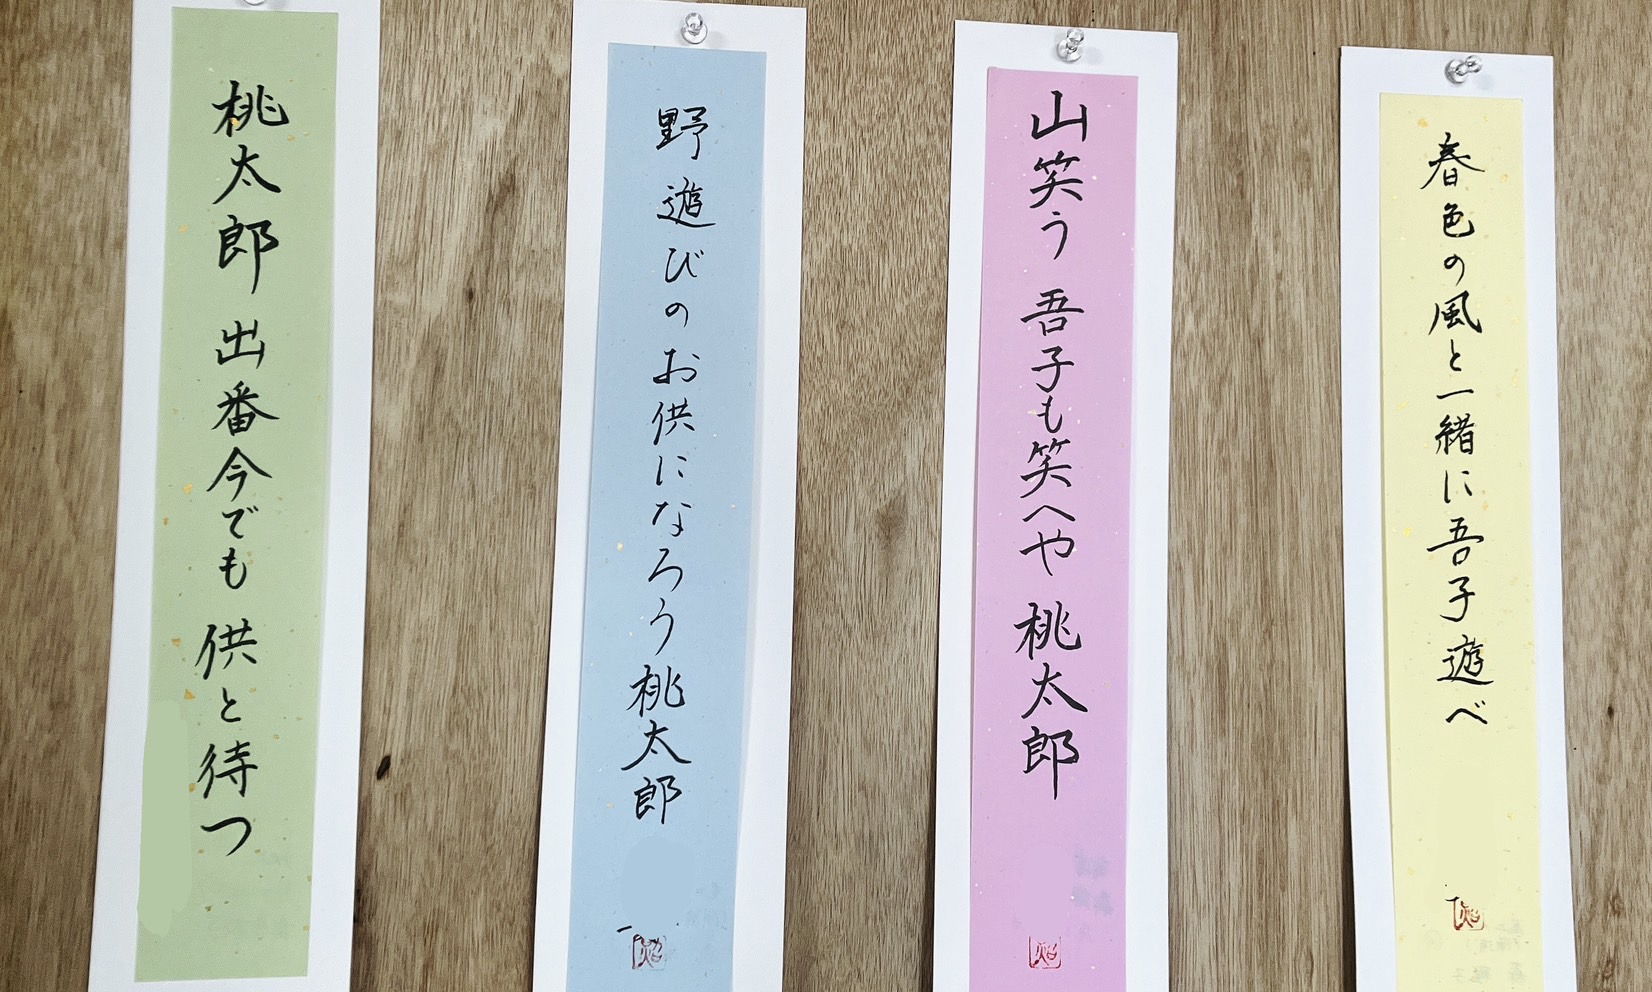 春色の風と一緒に吾子遊べ
山笑う 吾子も笑へや 桃太郎
野遊びのお供になろう桃太郎
桃太郎 出番今でも 供と待つ